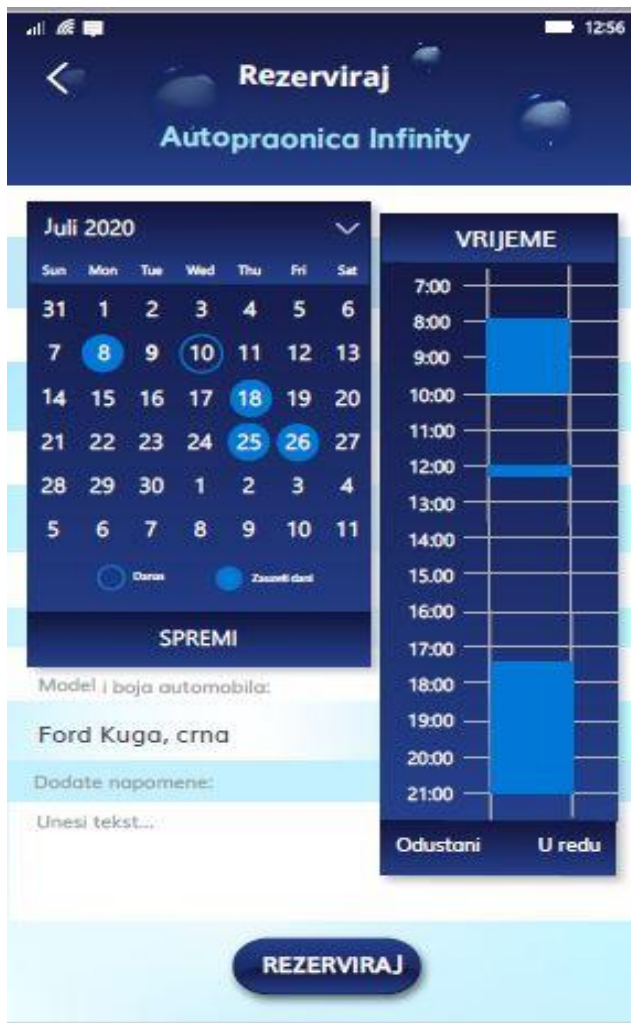 12:56
Rezerviraj
Autopraonica Infinity
Juli 2020
Sun Mon Tue Wed Thu Fri Sat
31 1 2 3 4 5 6
7 8 9 10 11 12 13
14 15 16 17 18 19 20
21 22 23 24 25 26 27
28 29 30 1 2 3 4
5 6 7 8 9 10 11
Danas Zauzeti dani
SPREMI
VRIJEME
7:00
8:00
9:00
10:00
11:00
12:00
13:00
14:00
15.00
16:00
17:00
18:00
19:00
20:00
21:00
Odustani U redu
Model i boja automobila:
Ford Kuga, crna
Dodate napomene:
Unesi tekst...
REZERVIRAJ